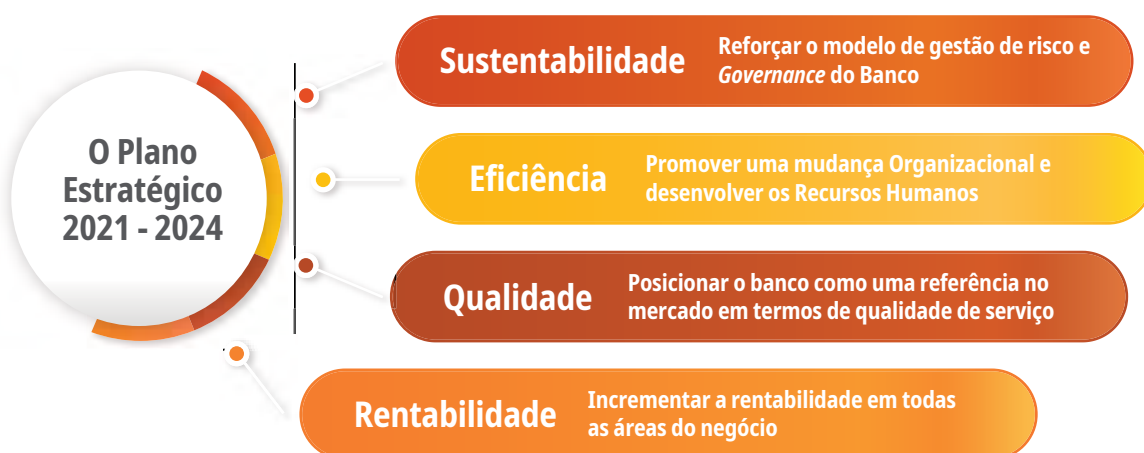 O Plano
Estratégico
2021 - 2024
Sustentabilidade
Reforçar o modelo de gestão de risco e
Governance do Banco
Eficiência
Promover uma mudança Organizacional e
desenvolver os Recursos Humanos
Qualidade
Posicionar o banco como uma referência no
mercado em termos de qualidade de serviço
Rentabilidade
Incrementar a rentabilidade em todas
as áreas do negócio